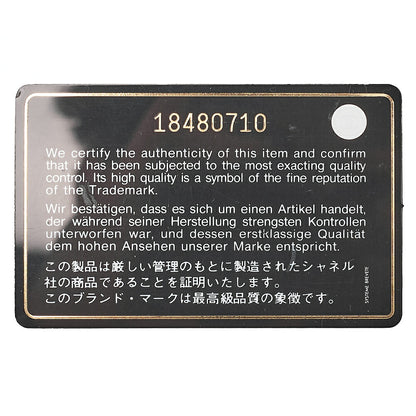 18480710
We certify the authenticity of this item and confirm
that it has been subjected to the most exacting quality
control. Its high quality is a symbol of the fine reputation
of the Trademark.
Wir bestätigen, dass es sich um einen Artikel handelt,
der während seiner Herstellung strengsten Kontrollen
unterworfen war, und dessen erstklassige Qualität
dem hohen Ansehen unserer Marke entspricht.
この製品は厳しい管理のもとに製造されたシャネル
社の商品であることを証明いたします。
このブランド・マークは最高級品質の象徴です。
SYSTEME BREVETE